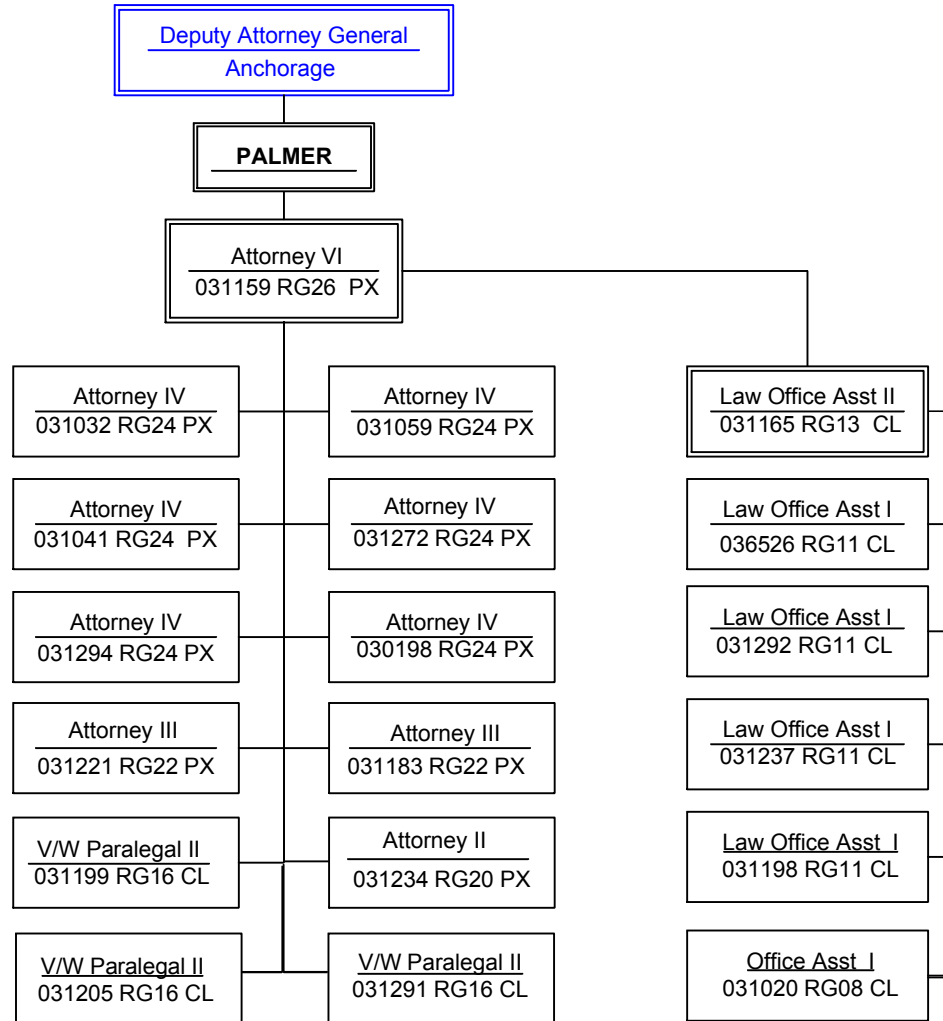 Deputy Attorney General
Anchorage
PALMER
Attorney VI
031159 RG26 PX
Attorney IV
031032 RG24 PX
Attorney IV
031059 RG24 PX
Law Office Asst II
031165 RG13 CL
Attorney IV
031041 RG24 PX
Attorney IV
031272 RG24 PX
Law Office Asst I
036526 RG11 CL
Attorney IV
031294 RG24 PX
Attorney IV
030198 RG24 PX
Law Office Asst I
031292 RG11 CL
Attorney III
031221 RG22 PX
Attorney III
031183 RG22 PX
Law Office Asst I
031237 RG11 CL
V/W Paralegal II
031199 RG16 CL
Attorney II
031234 RG20 PX
Law Office Asst I
031198 RG11 CL
V/W Paralegal II
031205 RG16 CL
V/W Paralegal II
031291 RG16 CL
Office Asst I
031020 RG08 CL